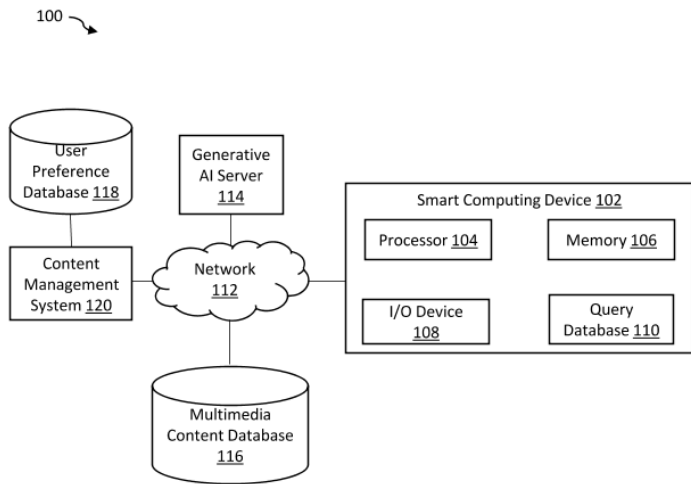 100
User
Preference
Database 118
Generative
AI Server
114
Smart Computing Device 102
Processor 104
Memory 106
Content
Management
System 120
Network
112
I/O Device
108
Query
Database 110
Multimedia
Content Database
116